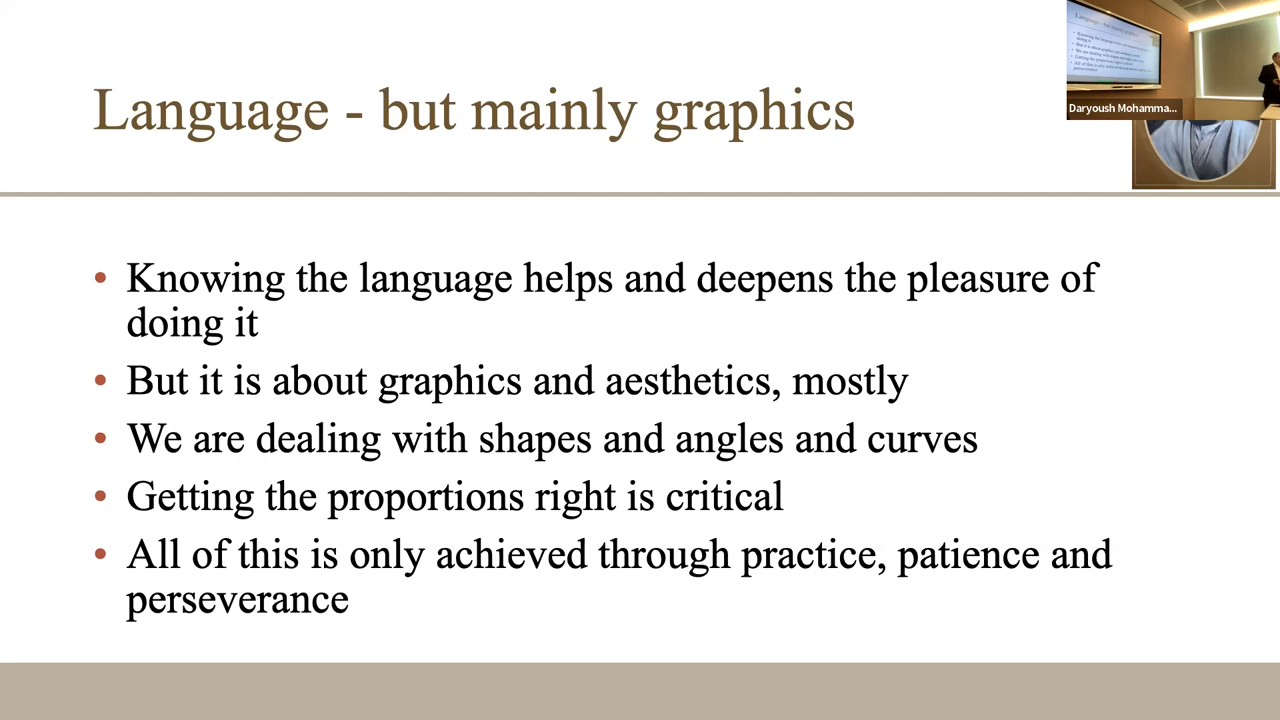 Language - but mainly graphics
Daryoush Mohamma...
• Knowing the language helps and deepens the pleasure of
doing it
• But it is about graphics and aesthetics, mostly
• We are dealing with shapes and angles and curves
• Getting the proportions right is critical
• All of this is only achieved through practice, patience and
perseverance